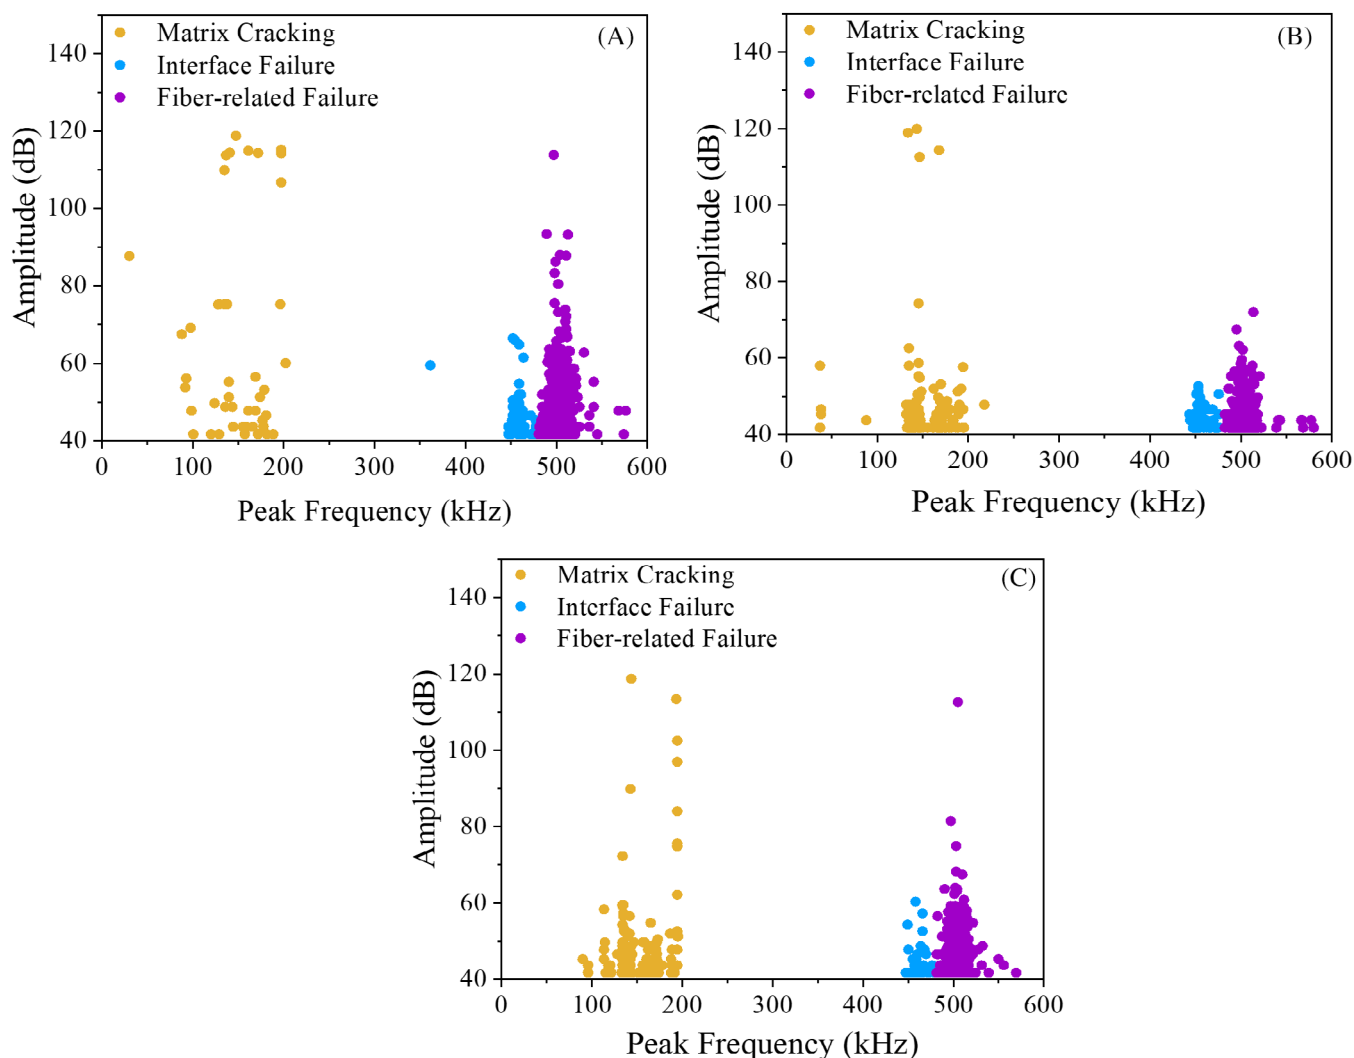 Matrix Cracking
Interface Failure
Fiber-related Failure
(A)
140
120
100
80
60
40
Amplitude (dB)
0 100 200 300 400 500 600
Peak Frequency (kHz)
Matrix Cracking
Interface Failure
Fiber-related Failure
(B)
140
120
100
80
60
40
Amplitude (dB)
0 100 200 300 400 500 600
Peak Frequency (kHz)
Matrix Cracking
Interface Failure
Fiber-related Failure
(C)
140
120
100
80
60
40
Amplitude (dB)
0 100 200 300 400 500 600
Peak Frequency (kHz)